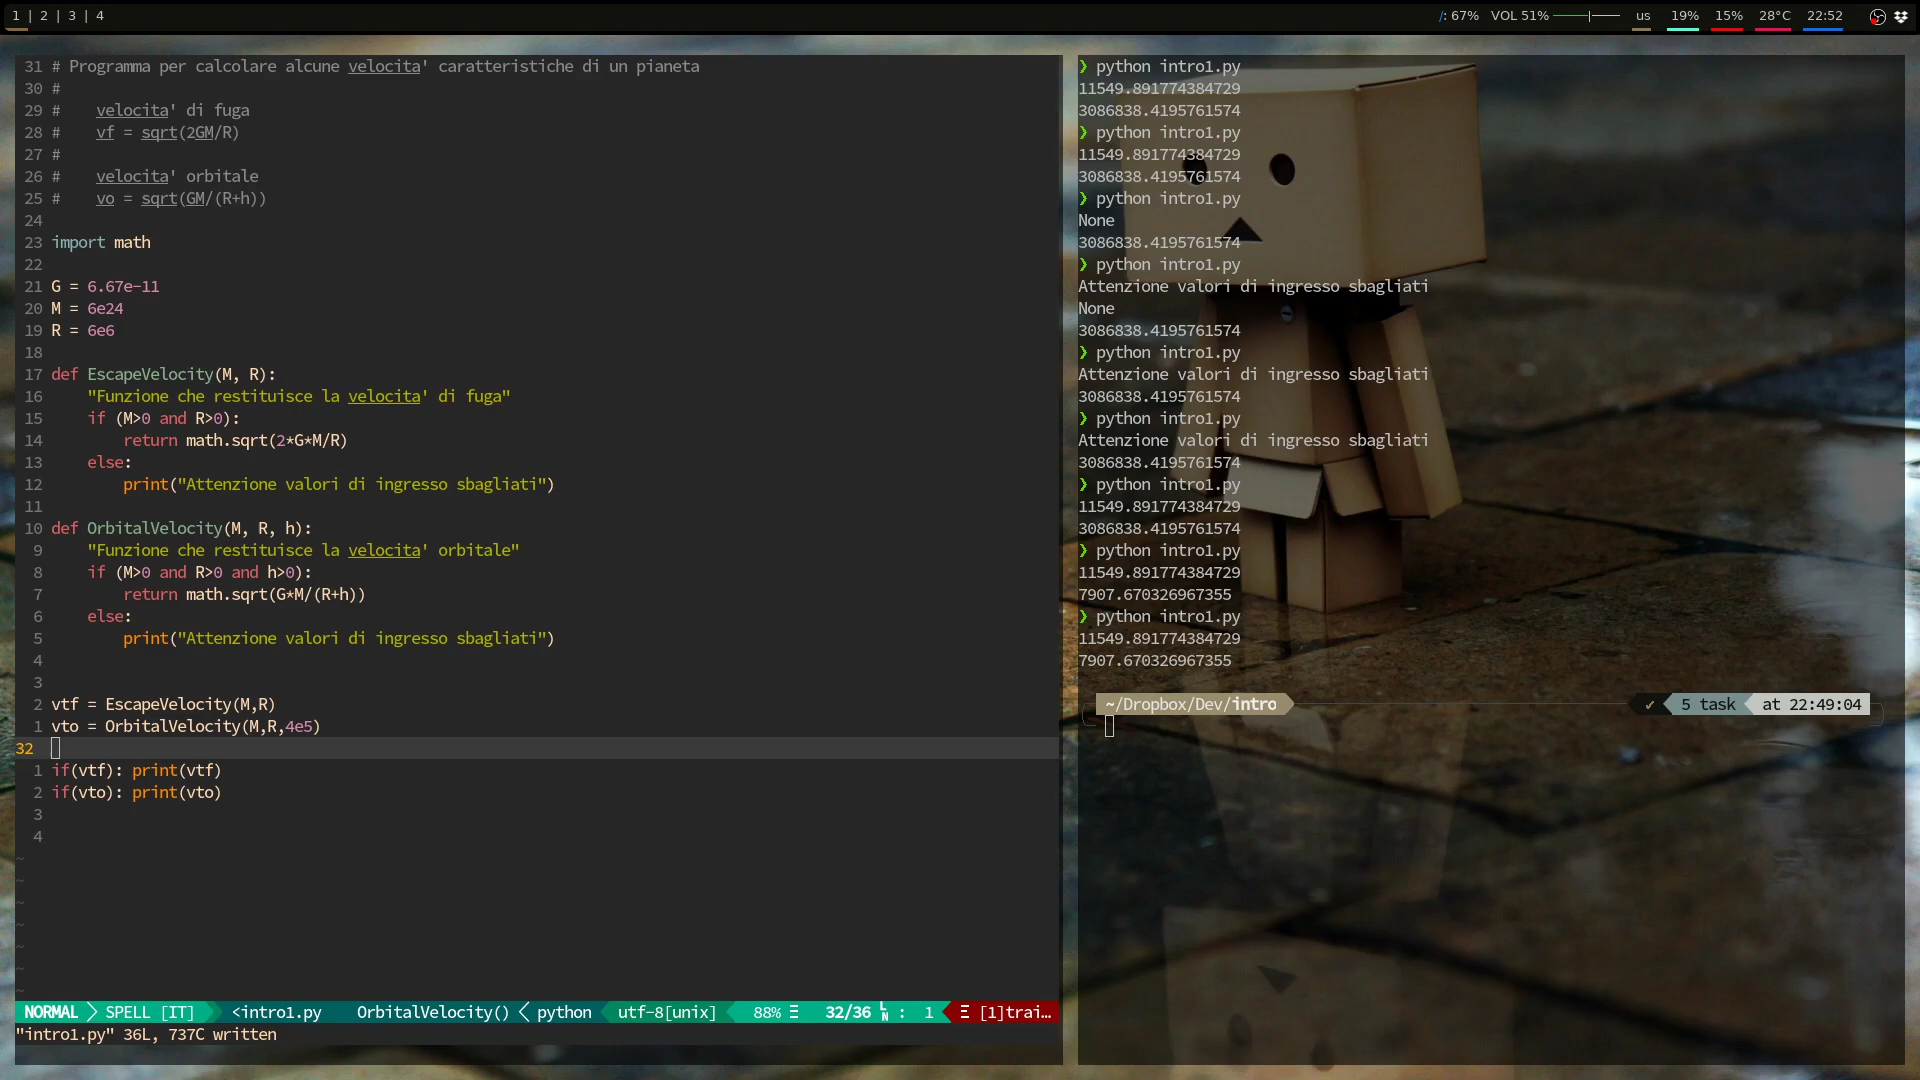 1 | 2 | 3 | 4
/: 67% VOL 51% us 19% 15% 28°C 22:52
31 # Programma per calcolare alcune velocita' caratteristiche di un pianeta
30 #
29 #    velocita' di fuga
28 #    vf = sqrt(2GM/R)
27 #
26 #    velocita' orbitale
25 #    vo = sqrt(GM/(R+h))
24
23 import math
22
21 G = 6.67e-11
20 M = 6e24
19 R = 6e6
18
17 def EscapeVelocity(M, R):
16     "Funzione che restituisce la velocita' di fuga"
15     if (M>0 and R>0):
14         return math.sqrt(2*G*M/R)
13     else:
12         print("Attenzione valori di ingresso sbagliati")
11
10 def OrbitalVelocity(M, R, h):
9     "Funzione che restituisce la velocita' orbitale"
8     if (M>0 and R>0 and h>0):
7         return math.sqrt(G*M/(R+h))
6     else:
5         print("Attenzione valori di ingresso sbagliati")
4
3
2 vtf = EscapeVelocity(M,R)
1 vto = OrbitalVelocity(M,R,4e5)
32
1 if(vtf): print(vtf)
2 if(vto): print(vto)
3
4
~
~
~
~
~
~
~
NORMAL SPELL [IT] <intro1.py OrbitalVelocity() < python utf-8[unix] 88% Ξ 32/36 LN : 1 Ξ [1]trai…
"intro1.py" 36L, 737C written
❯ python intro1.py
11549.891774384729
3086838.4195761574
❯ python intro1.py
11549.891774384729
3086838.4195761574
❯ python intro1.py
None
3086838.4195761574
❯ python intro1.py
Attenzione valori di ingresso sbagliati
None
3086838.4195761574
❯ python intro1.py
Attenzione valori di ingresso sbagliati
3086838.4195761574
❯ python intro1.py
Attenzione valori di ingresso sbagliati
3086838.4195761574
❯ python intro1.py
11549.891774384729
3086838.4195761574
❯ python intro1.py
11549.891774384729
7907.670326967355
❯ python intro1.py
11549.891774384729
7907.670326967355
~/Dropbox/Dev/intro ✔ 5 task at 22:49:04